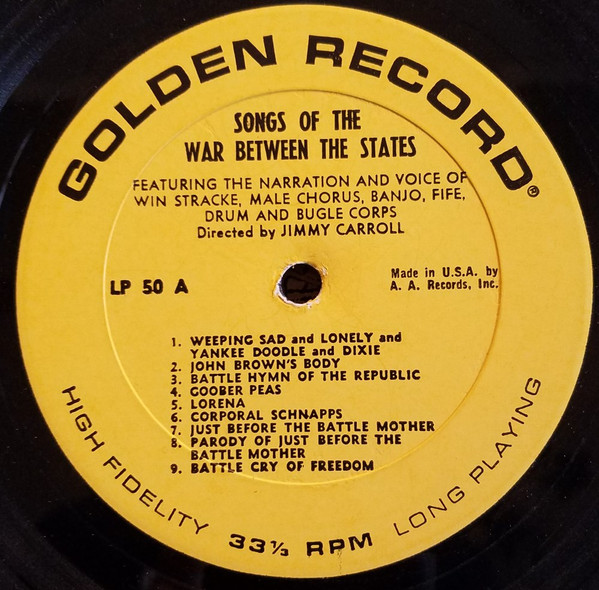 GOLDEN RECORD®
SONGS OF THE
WAR BETWEEN THE STATES
FEATURING THE NARRATION AND VOICE OF
WIN STRACKE, MALE CHORUS, BANJO, FIFE,
DRUM AND BUGLE CORPS
Directed by JIMMY CARROLL
LP 50 A
Made in U.S.A. by
A. A. Records, Inc.
1. WEEPING SAD and LONELY and
YANKEE DOODLE and DIXIE
2. JOHN BROWN'S BODY
3. BATTLE HYMN OF THE REPUBLIC
4. GOOBER PEAS
5. LORENA
6. CORPORAL SCHNAPPS
7. JUST BEFORE THE BATTLE MOTHER
8. PARODY OF JUST BEFORE THE
BATTLE MOTHER
9. BATTLE CRY OF FREEDOM
HIGH FIDELITY 33⅓ RPM LONG PLAYING